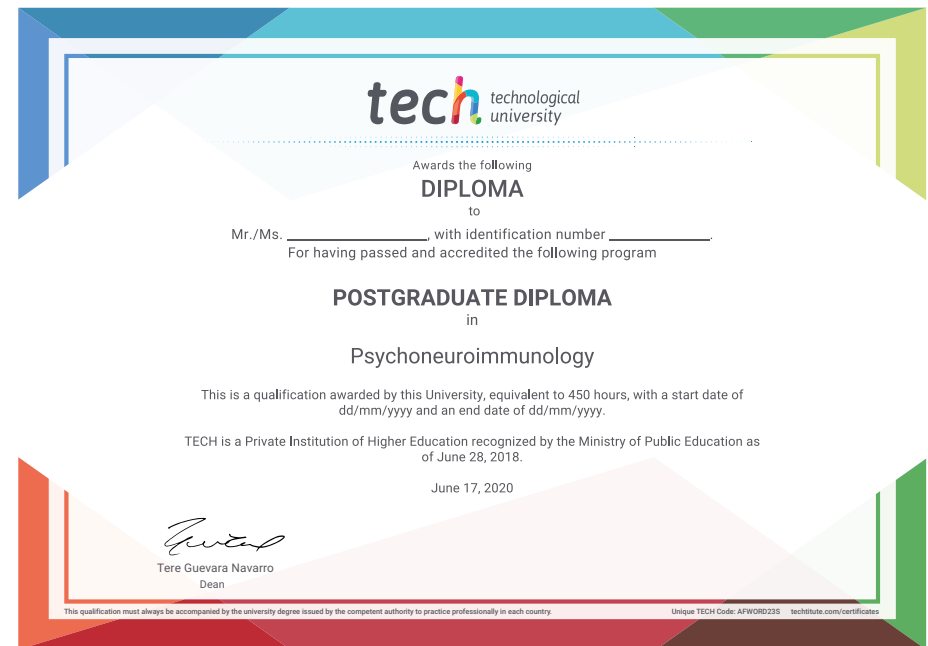 tech technological
university
Awards the following
DIPLOMA
to
Mr./Ms. ____________________, with identification number ______________.
For having passed and accredited the following program
POSTGRADUATE DIPLOMA
in
Psychoneuroimmunology
This is a qualification awarded by this University, equivalent to 450 hours, with a start date of
dd/mm/yyyy and an end date of dd/mm/yyyy.
TECH is a Private Institution of Higher Education recognized by the Ministry of Public Education as
of June 28, 2018.
June 17, 2020
Tere Guevara Navarro
Dean
This qualification must always be accompanied by the university degree issued by the competent authority to practice professionally in each country. Unique TECH Code: AFWORD23S techtitute.com/certificates